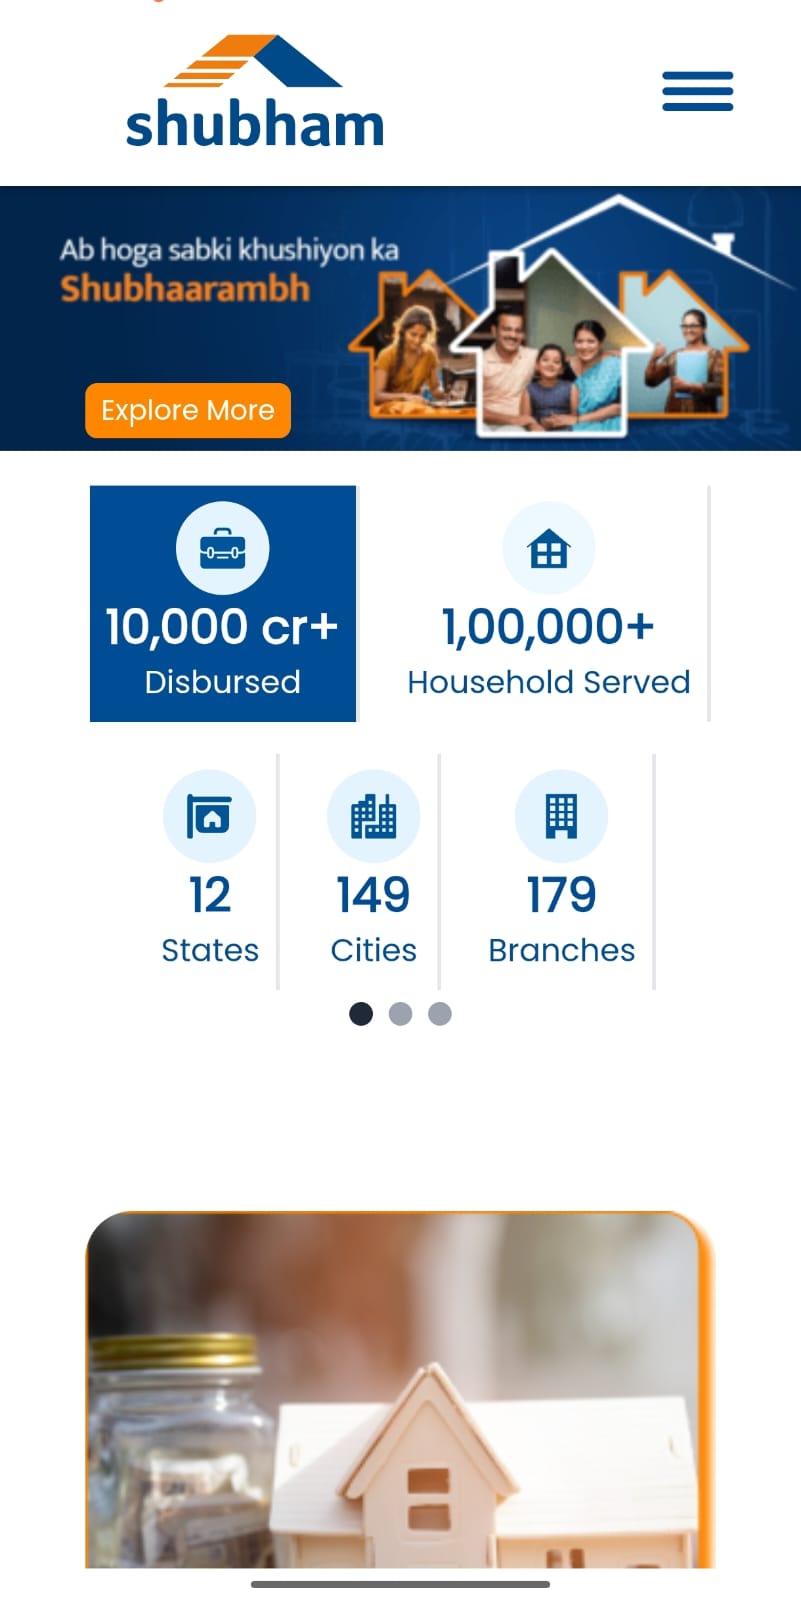 shubham
Ab hoga sabki khushiyon ka
Shubhaarambh
Explore More
10,000 cr+
Disbursed
1,00,000+
Household Served
12
States
149
Cities
179
Branches